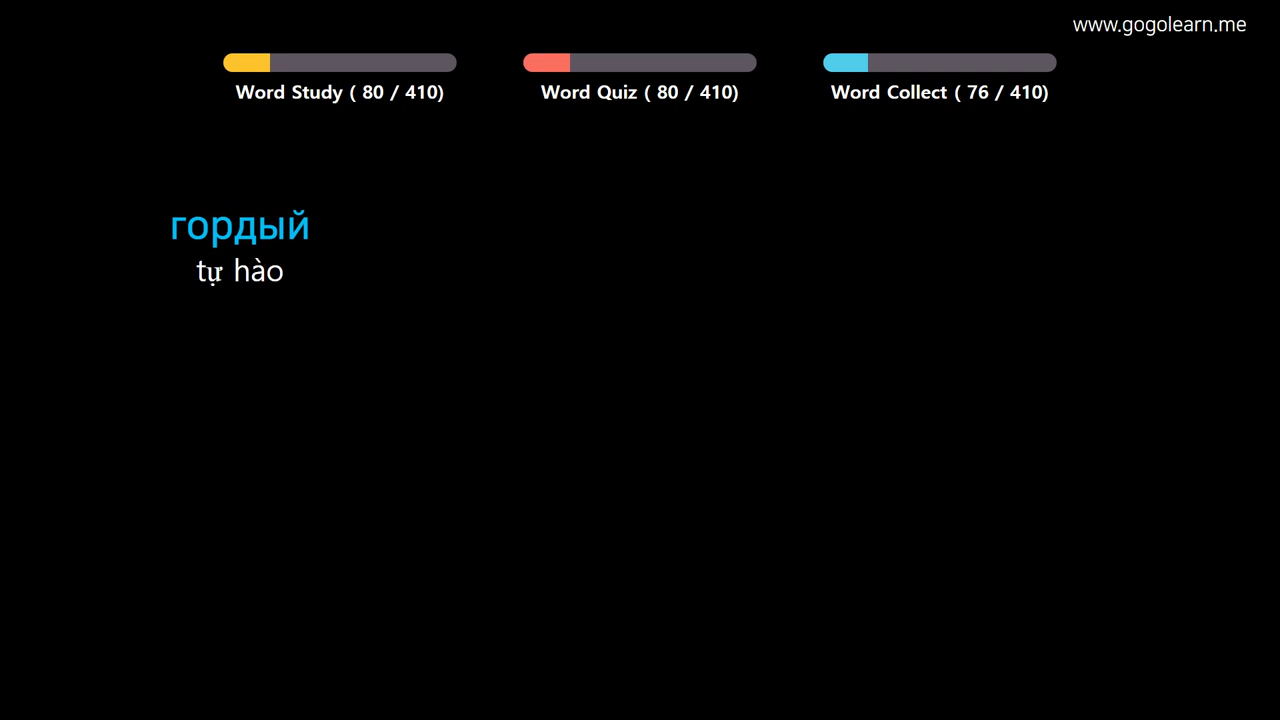 www.gogolearn.me
Word Study ( 80 / 410)
Word Quiz ( 80 / 410)
Word Collect ( 76 / 410)
гордый
tự hào